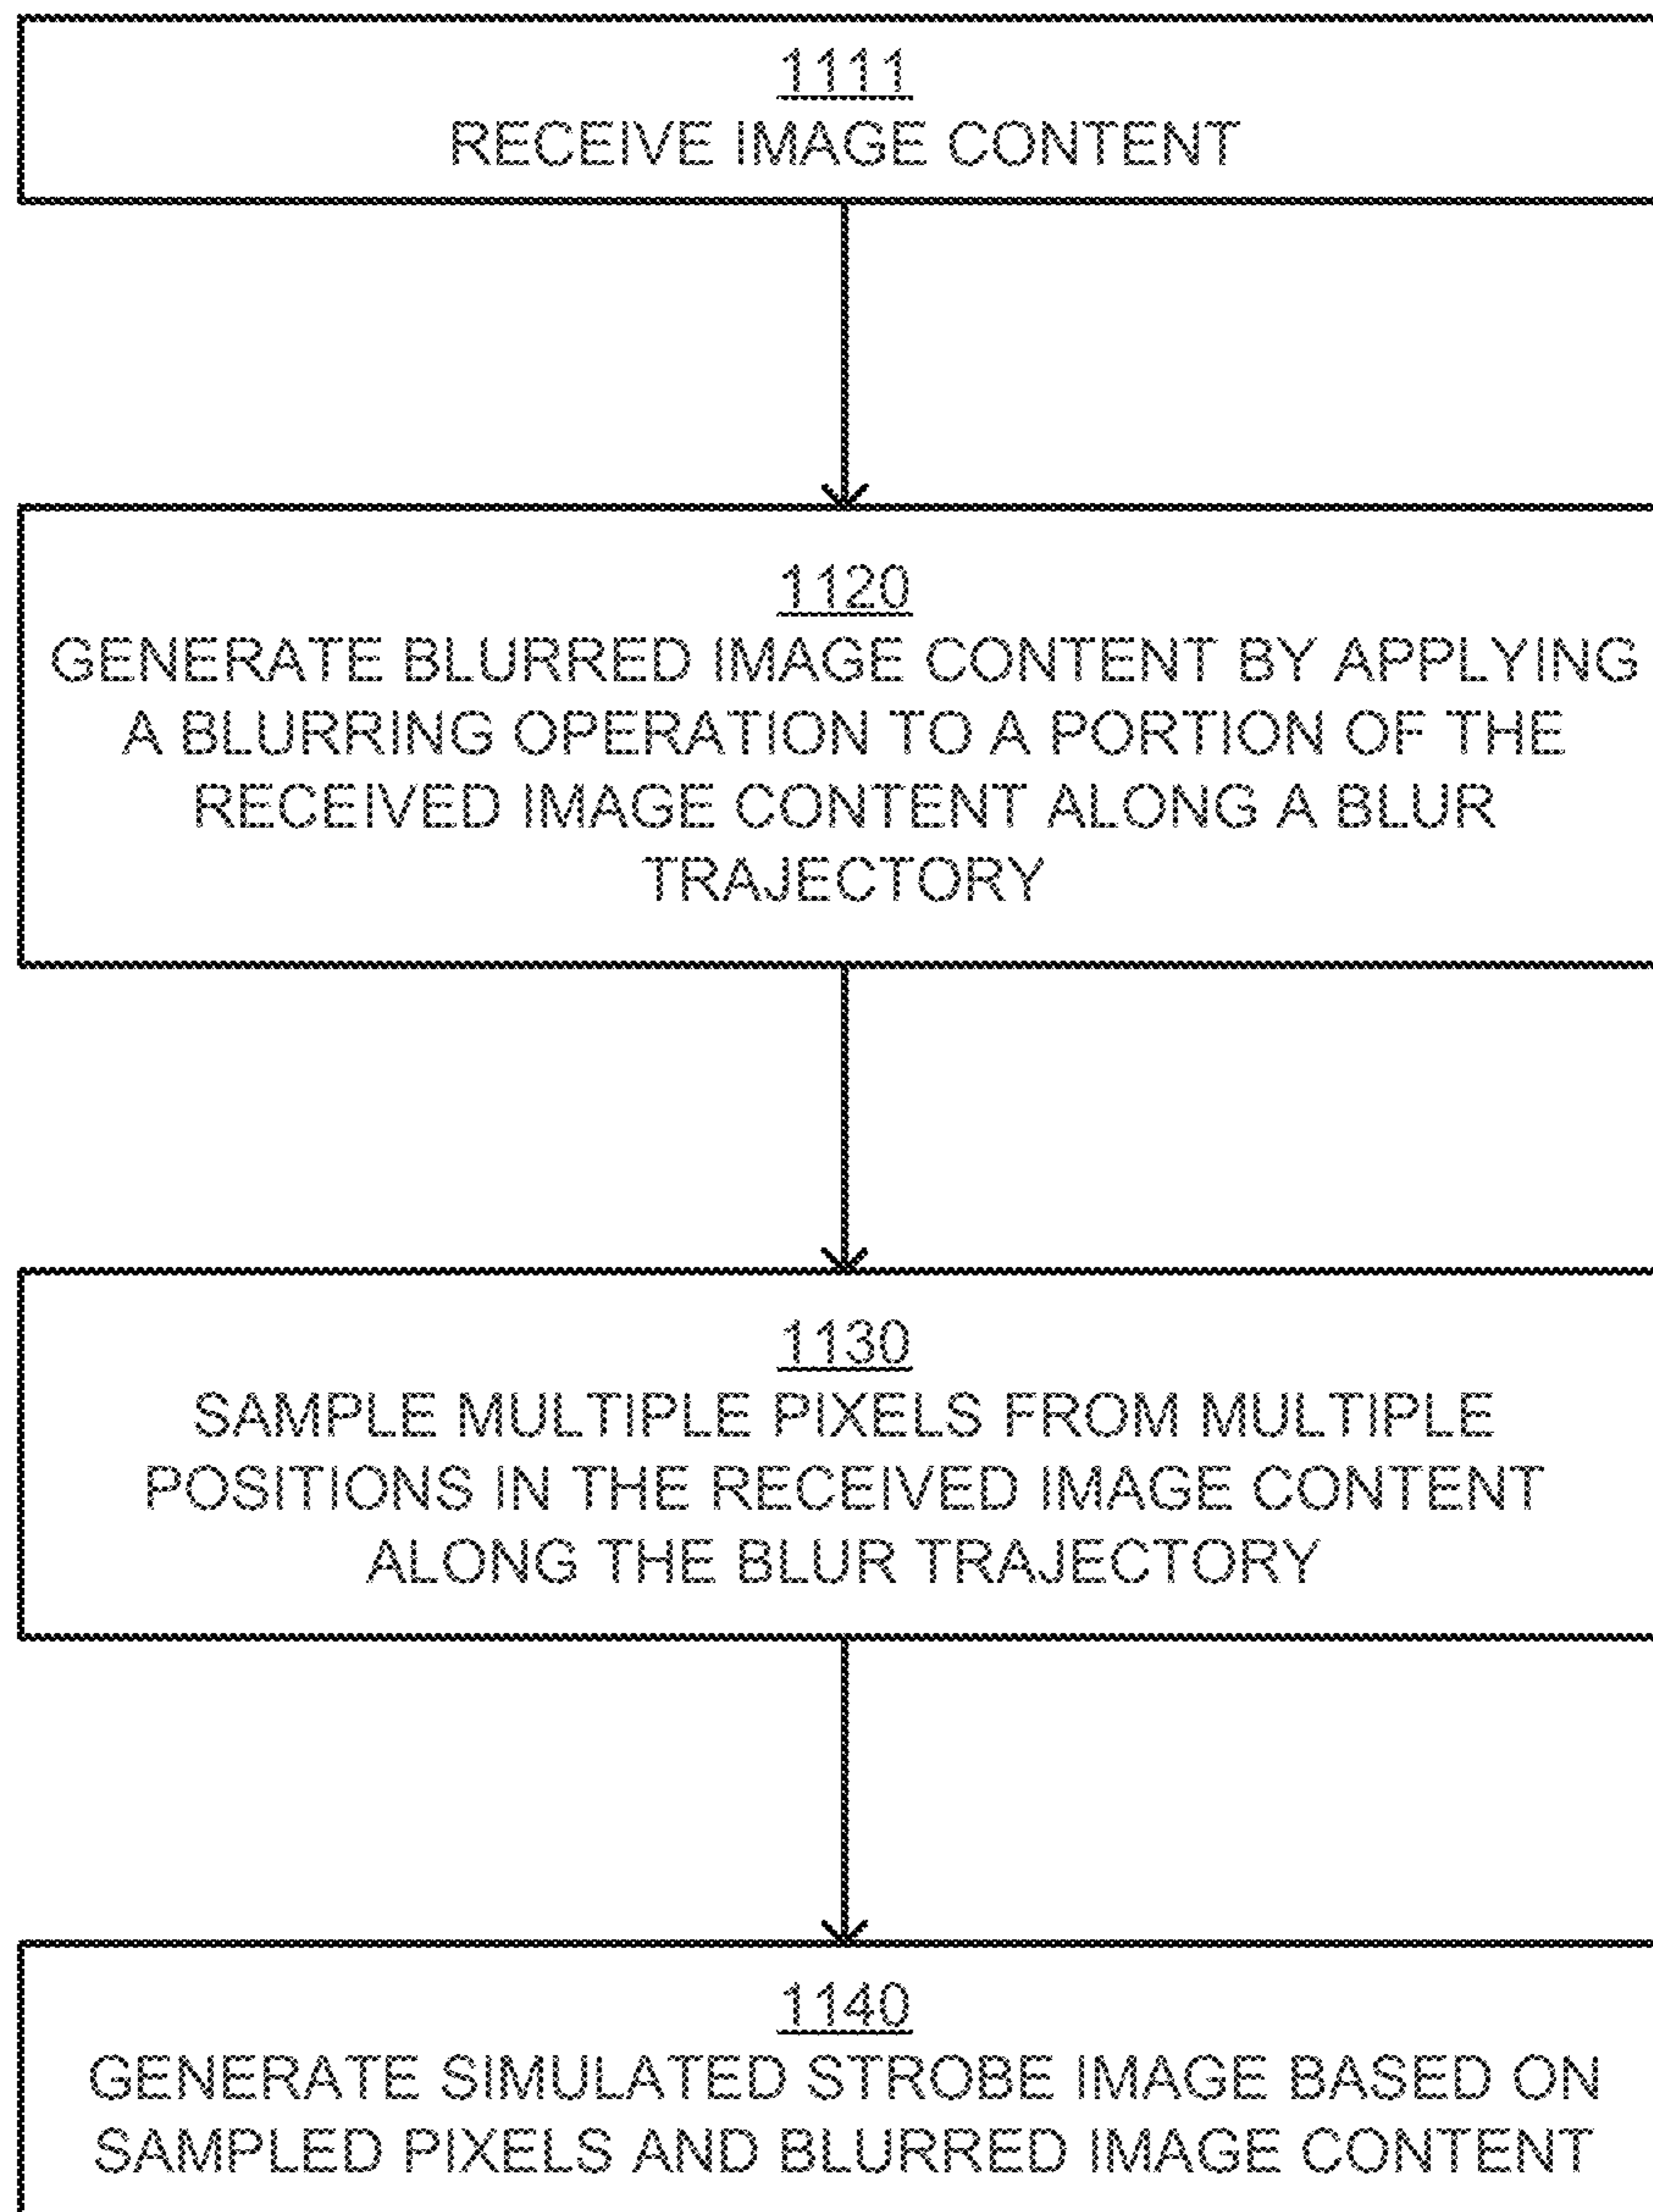 1111
RECEIVE IMAGE CONTENT
1120
GENERATE BLURRED IMAGE CONTENT BY APPLYING
A BLURRING OPERATION TO A PORTION OF THE
RECEIVED IMAGE CONTENT ALONG A BLUR
TRAJECTORY
1130
SAMPLE MULTIPLE PIXELS FROM MULTIPLE
POSITIONS IN THE RECEIVED IMAGE CONTENT
ALONG THE BLUR TRAJECTORY
1140
GENERATE SIMULATED STROBE IMAGE BASED ON
SAMPLED PIXELS AND BLURRED IMAGE CONTENT